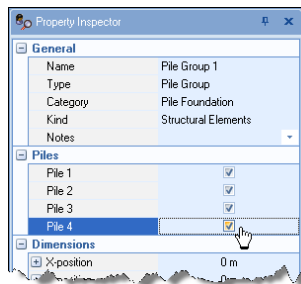 Property Inspector
General
Name Pile Group 1
Type Pile Group
Category Pile Foundation
Kind Structural Elements
Notes
Piles
Pile 1
Pile 2
Pile 3
Pile 4
Dimensions
X-position 0 m